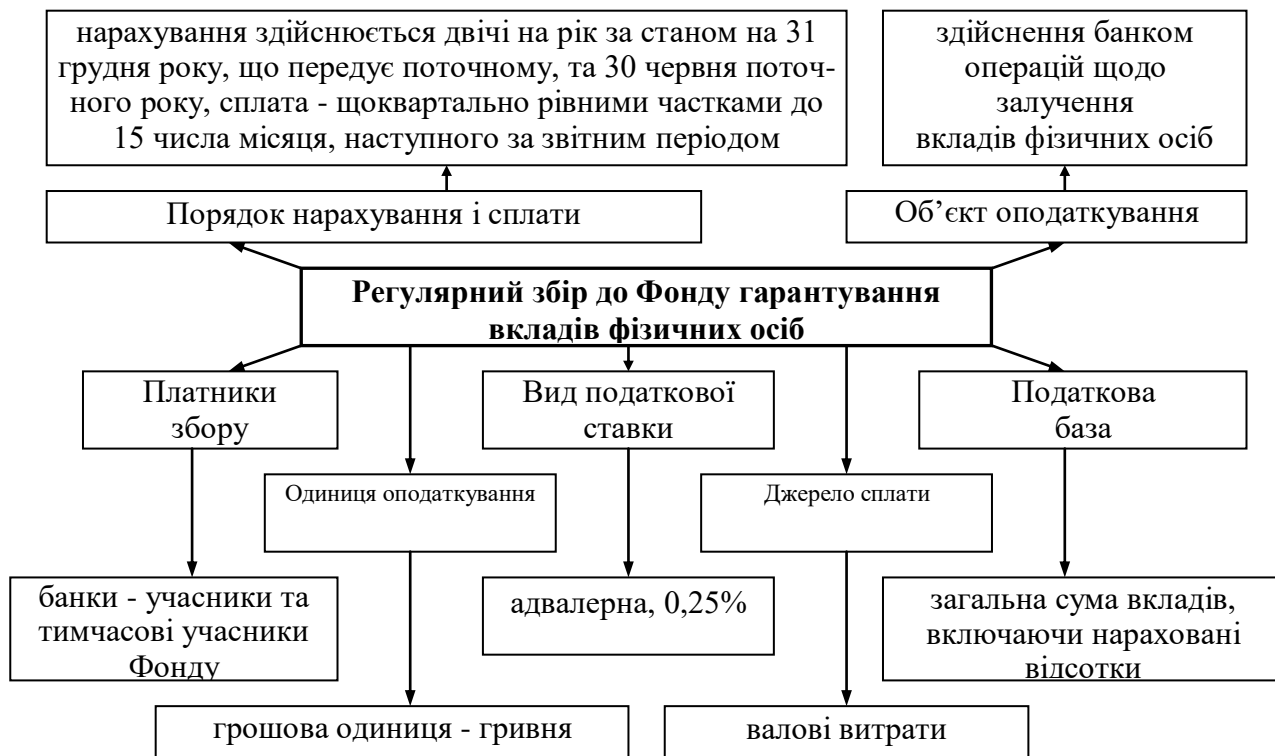 нарахування здійснюється двічі на рік за станом на 31
грудня року, що передує поточному, та 30 червня поточ-
ного року, сплата - щоквартально рівними частками до
15 числа місяця, наступного за звітним періодом
здійснення банком
операцій щодо
залучення
вкладів фізичних осіб
Порядок нарахування і сплати
Об’єкт оподаткування
Регулярний збір до Фонду гарантування
вкладів фізичних осіб
Платники
збору
Вид податкової
ставки
Податкова
база
Одиниця оподаткування
Джерело сплати
банки - учасники та
тимчасові учасники
Фонду
адвалерна, 0,25%
загальна сума вкладів,
включаючи нараховані
відсотки
грошова одиниця - гривня
валові витрати